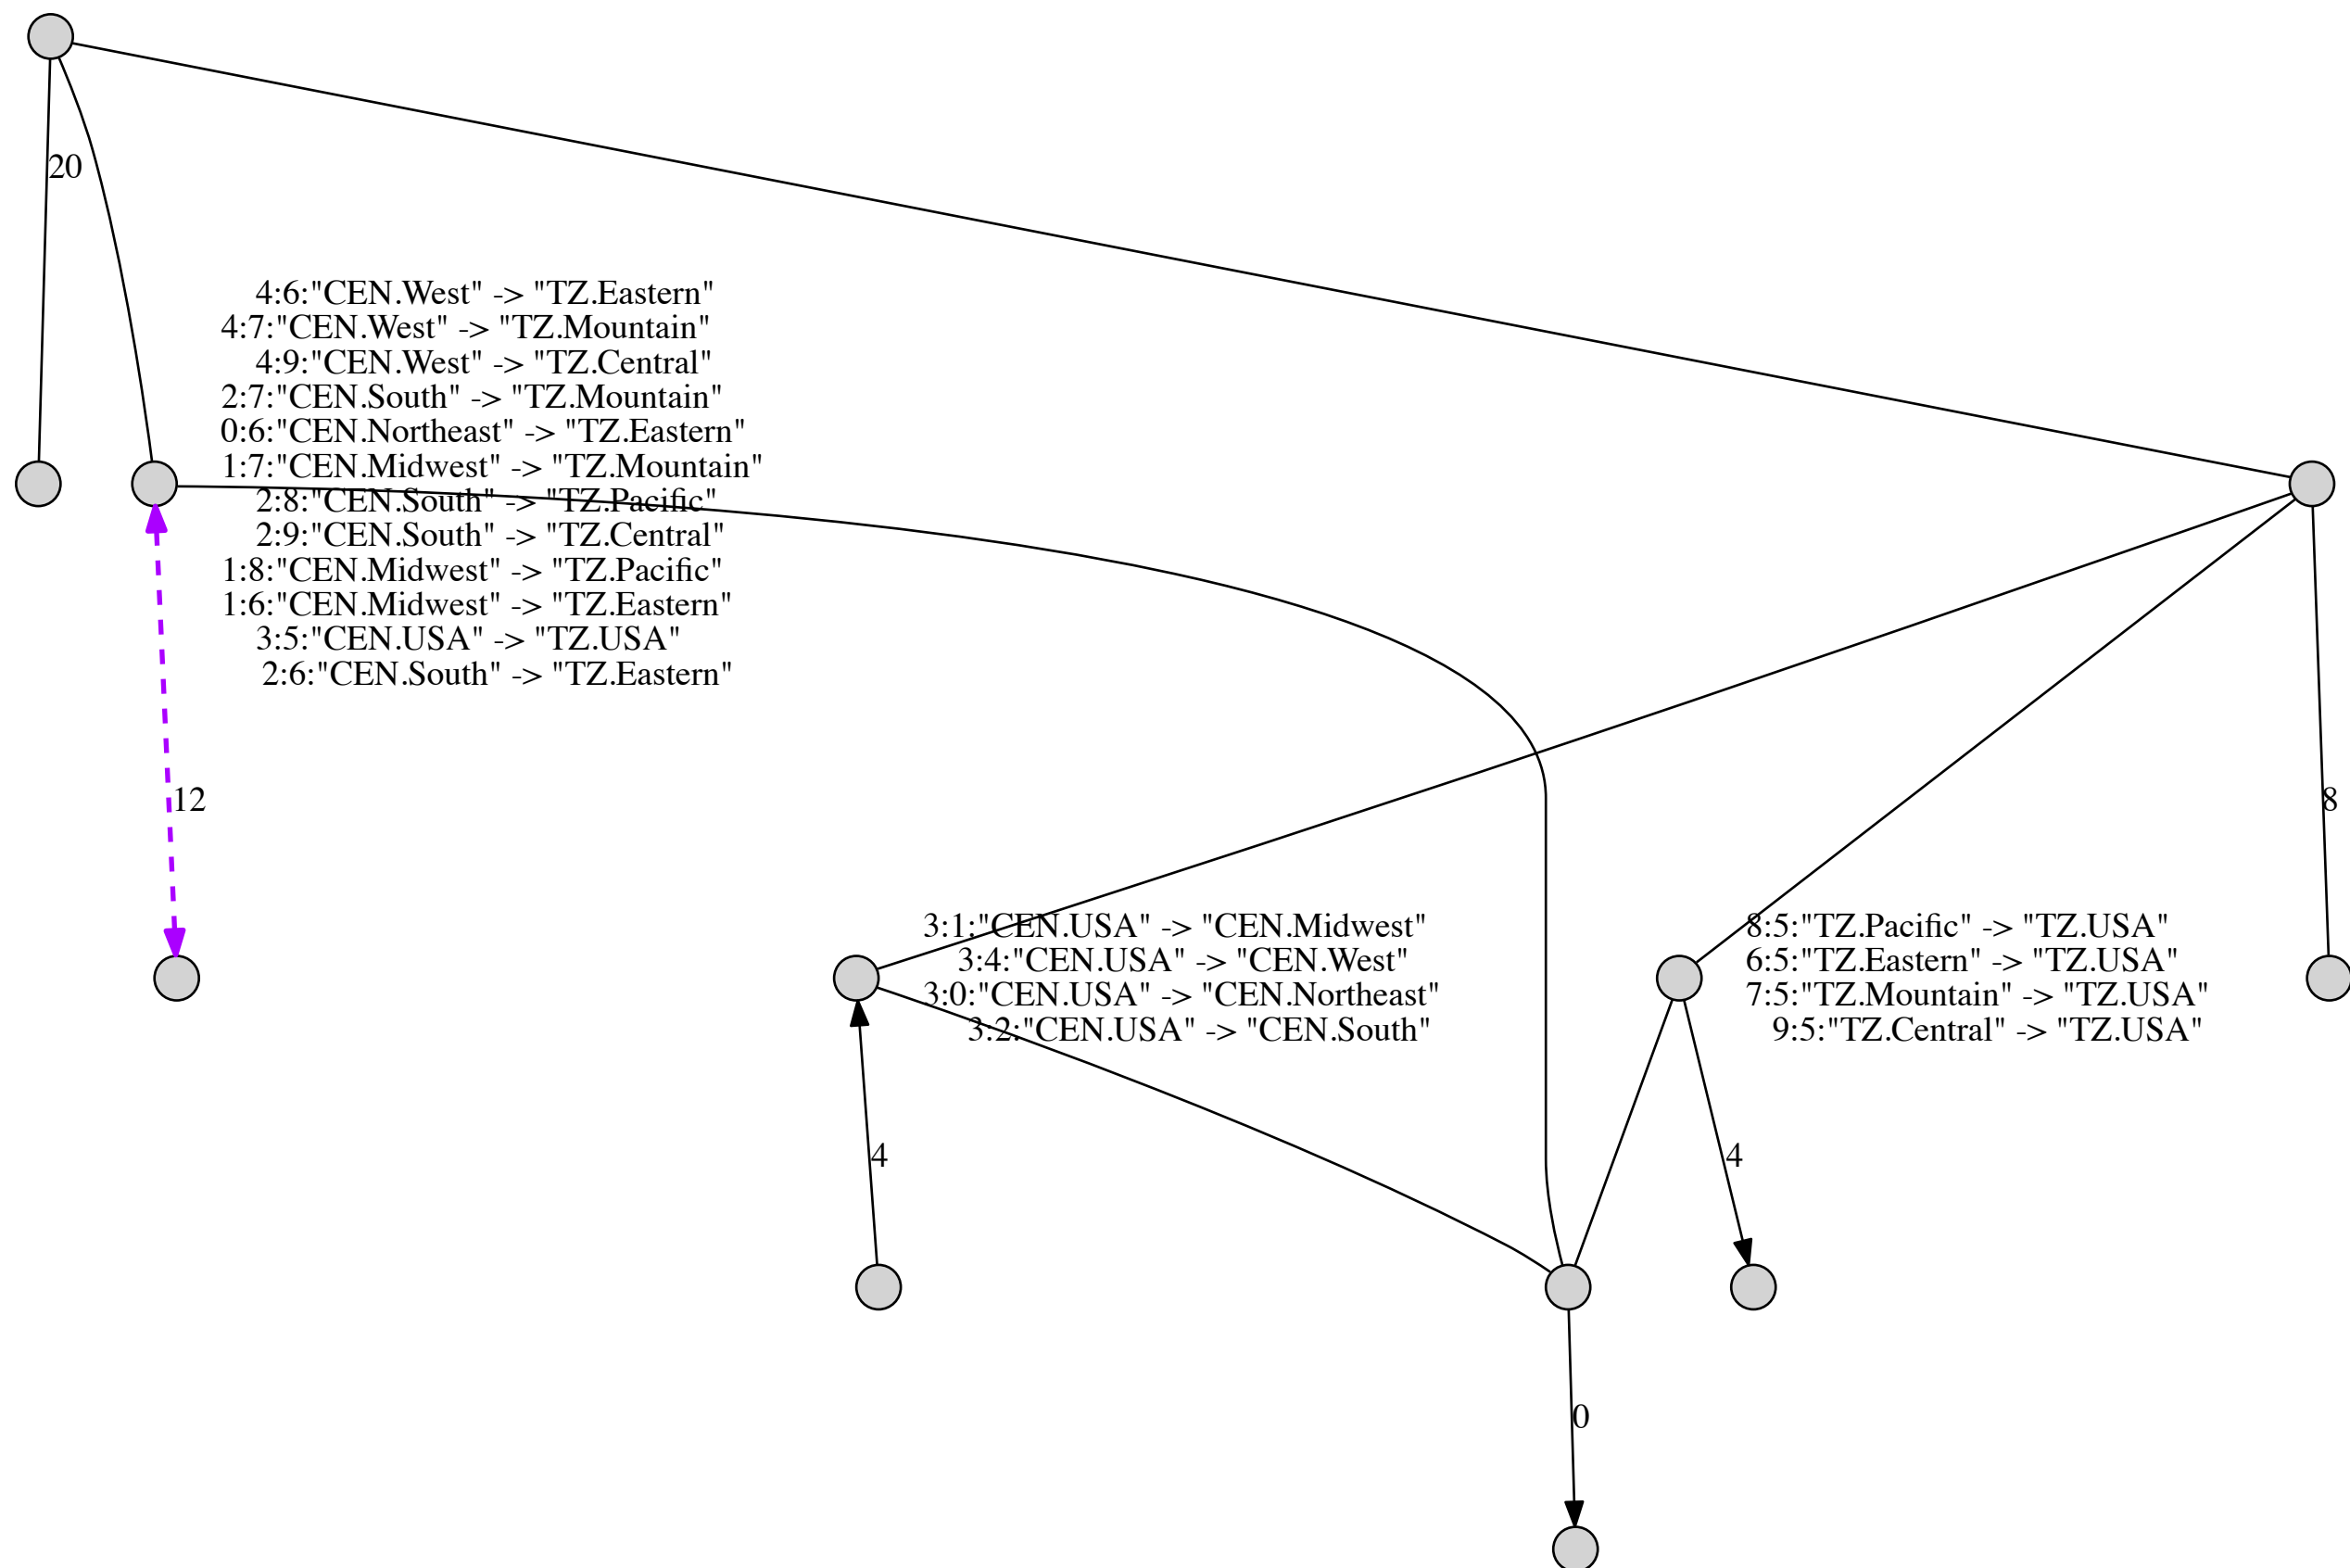 20
4:6:"CEN.West" -> "TZ.Eastern"
4:7:"CEN.West" -> "TZ.Mountain"
4:9:"CEN.West" -> "TZ.Central"
2:7:"CEN.South" -> "TZ.Mountain"
0:6:"CEN.Northeast" -> "TZ.Eastern"
1:7:"CEN.Midwest" -> "TZ.Mountain"
2:8:"CEN.South" -> "TZ.Pacific"
2:9:"CEN.South" -> "TZ.Central"
1:8:"CEN.Midwest" -> "TZ.Pacific"
1:6:"CEN.Midwest" -> "TZ.Eastern"
3:5:"CEN.USA" -> "TZ.USA"
2:6:"CEN.South" -> "TZ.Eastern"
12
8
3:1:"CEN.USA" -> "CEN.Midwest"
3:4:"CEN.USA" -> "CEN.West"
3:0:"CEN.USA" -> "CEN.Northeast"
3:2:"CEN.USA" -> "CEN.South"
8:5:"TZ.Pacific" -> "TZ.USA"
6:5:"TZ.Eastern" -> "TZ.USA"
7:5:"TZ.Mountain" -> "TZ.USA"
9:5:"TZ.Central" -> "TZ.USA"
4
4
0